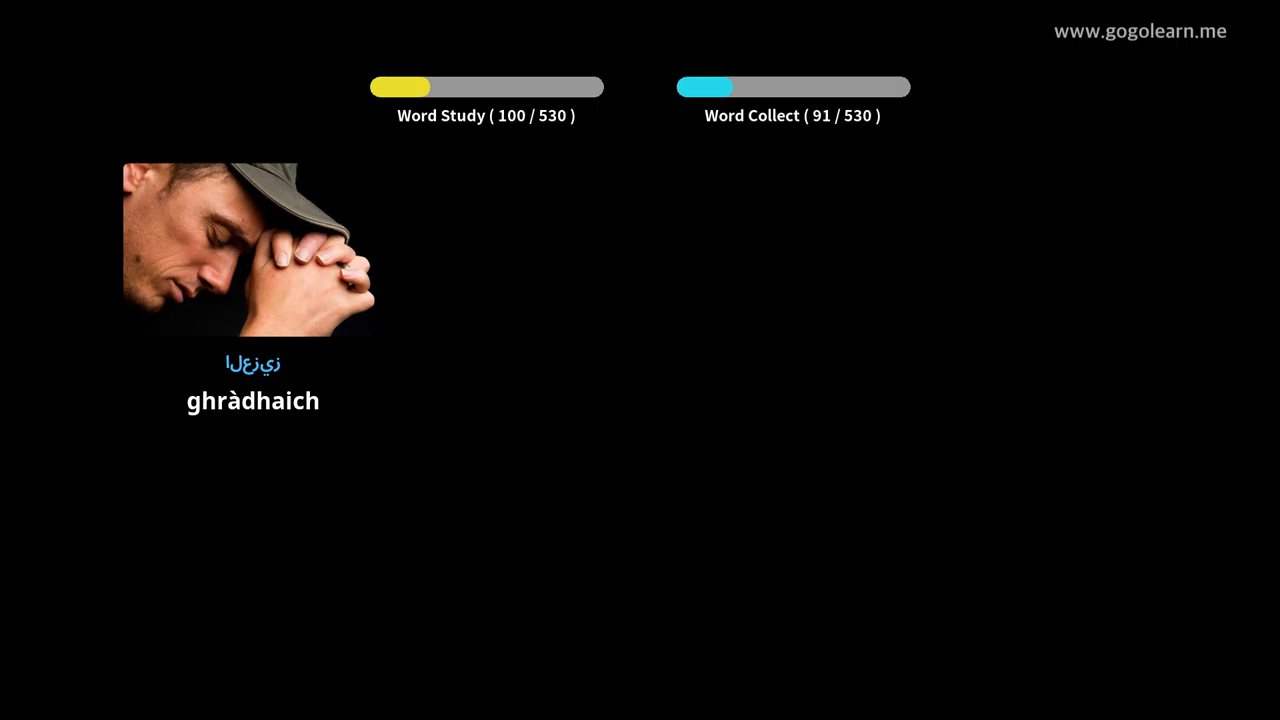 www.gogolearn.me
Word Study ( 100 / 530 )
Word Collect ( 91 / 530 )
العزيز
ghràdhaich